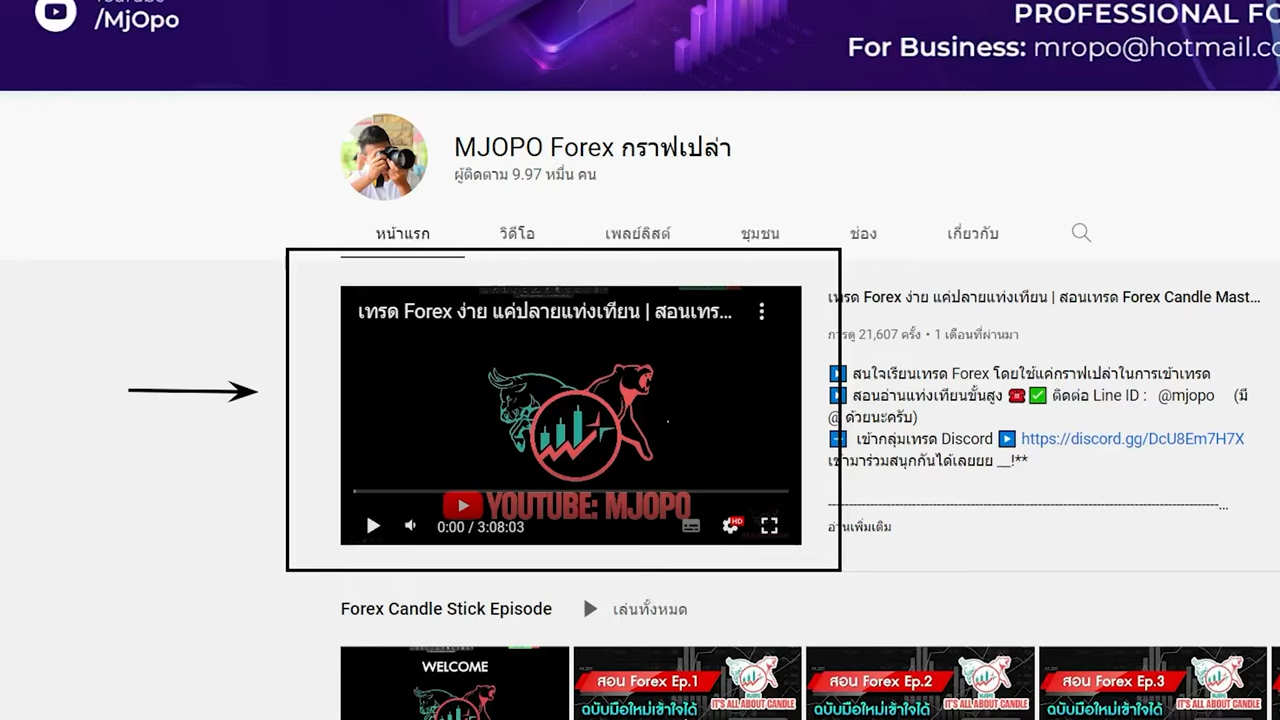 /MjOpo
PROFESSIONAL
For Business: mropo@hotmail.c
MJOPO Forex กราฟเปล่า
ผู้ติดตาม 9.97 หมื่น คน
หน้าแรก วิดีโอ เพลย์ลิสต์ ชุมชน ช่อง เกี่ยวกับ
เทรด Forex ง่าย แค่ปลายแท่งเทียน | สอนเทร...
YOUTUBE: MJOPO
0:00 / 3:08:03
HD
เทรด Forex ง่าย แค่ปลายแท่งเทียน | สอนเทรด Forex Candle Mast...
การดู 21,607 ครั้ง • 1 เดือนที่ผ่านมา
สนใจเรียนเทรด Forex โดยใช้แค่กราฟเปล่าในการเข้าเทรด
สอนอ่านแท่งเทียนขั้นสูง ☎️✅ ติดต่อ Line ID : @mjopo (มี
@ ด้วยนะครับ)
เข้ากลุ่มเทรด Discord ▶️ https://discord.gg/DcU8Em7H7X
เข้ามาร่วมสนุกกันได้เลยยย __!**
อ่านเพิ่มเติม
Forex Candle Stick Episode เล่นทั้งหมด
WELCOME
สอน Forex Ep.1
ฉบับมือใหม่เข้าใจได้
IT'S ALL ABOUT CANDLE
สอน Forex Ep.2
ฉบับมือใหม่เข้าใจได้
IT'S ALL ABOUT CANDLE
สอน Forex Ep.3
ฉบับมือใหม่เข้าใจได้
IT'S ALL ABOUT CANDLE